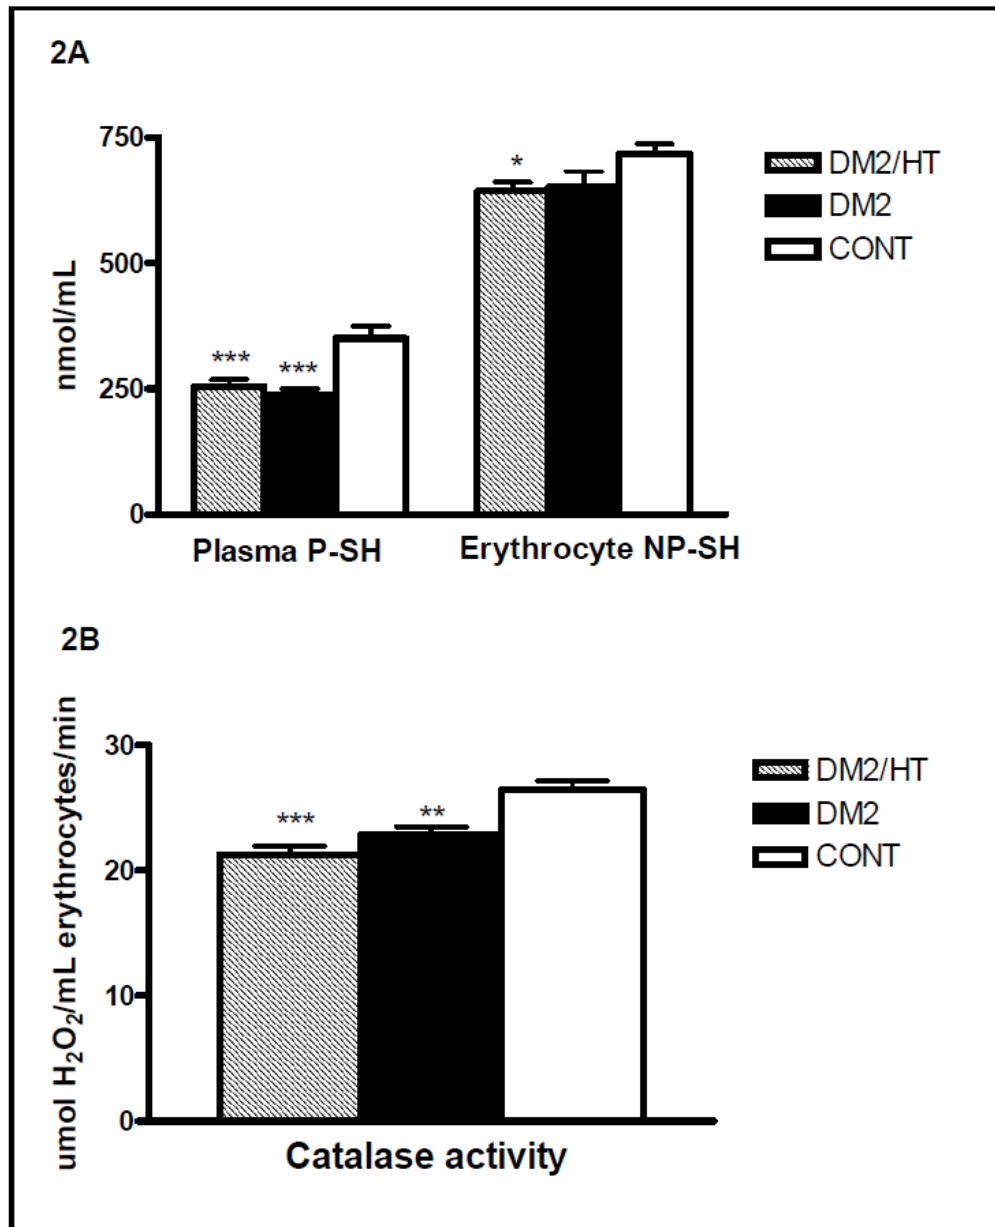 2A
750
500
250
0
nmol/mL
***
***
*
DM2/HT
DM2
CONT
Plasma P-SH
Erythrocyte NP-SH
2B
30
20
10
0
umol H₂O₂/mL erythrocytes/min
***
**
DM2/HT
DM2
CONT
Catalase activity